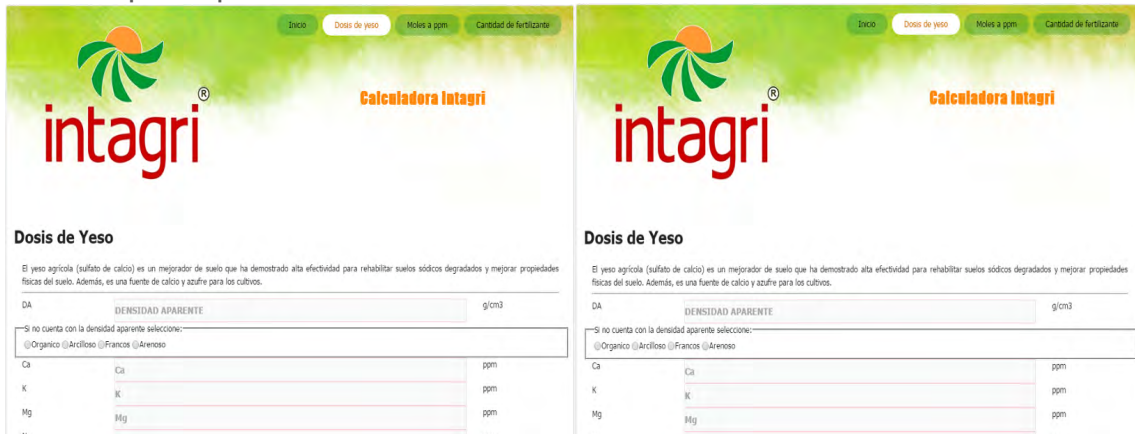 Inicio Dosis de yeso Moles a ppm Cantidad de fertilizante
intagri®
Calculadora Intagri
Dosis de Yeso
El yeso agrícola (sulfato de calcio) es un mejorador de suelo que ha demostrado alta efectividad para rehabilitar suelos sódicos degradados y mejorar propiedades
físicas del suelo. Además, es una fuente de calcio y azufre para los cultivos.
DA DENSIDAD APARENTE g/cm3
Si no cuenta con la densidad aparente seleccione:
Organico Arcilloso Francos Arenoso
Ca Ca ppm
K K ppm
Mg Mg ppm
Inicio Dosis de yeso Moles a ppm Cantidad de fertilizante
intagri®
Calculadora Intagri
Dosis de Yeso
El yeso agrícola (sulfato de calcio) es un mejorador de suelo que ha demostrado alta efectividad para rehabilitar suelos sódicos degradados y mejorar propiedades
físicas del suelo. Además, es una fuente de calcio y azufre para los cultivos.
DA DENSIDAD APARENTE g/cm3
Si no cuenta con la densidad aparente seleccione:
Organico Arcilloso Francos Arenoso
Ca Ca ppm
K K ppm
Mg Mg ppm